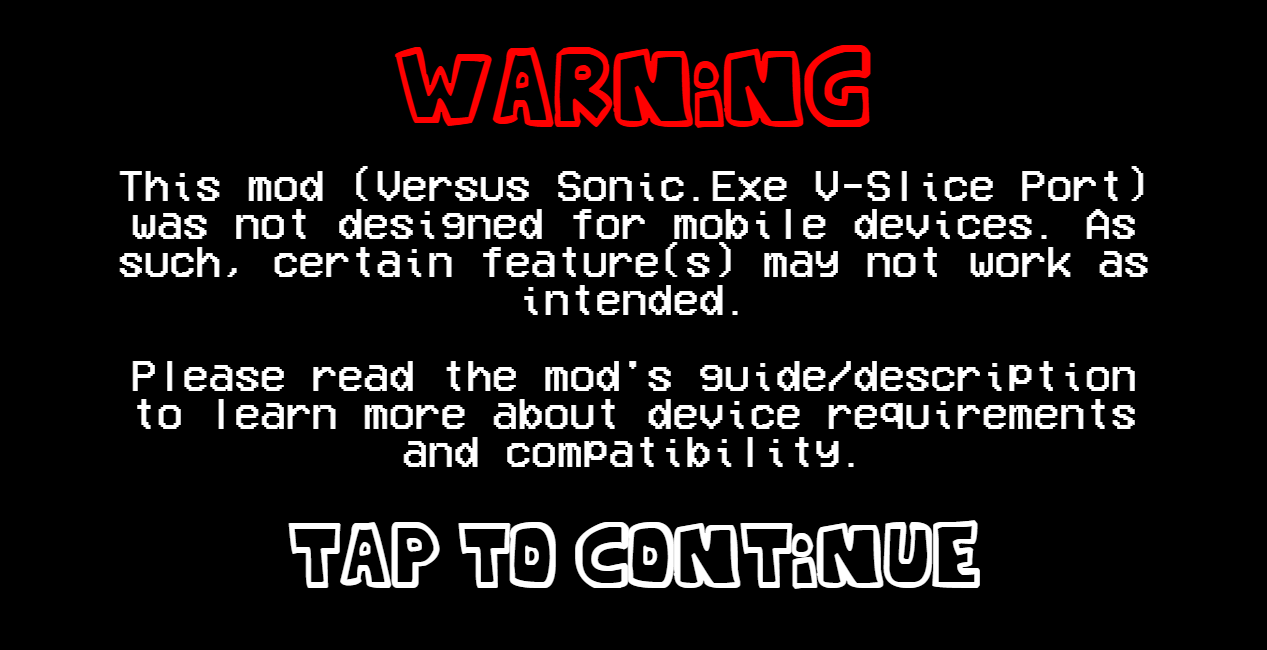 WARNiNG
This mod (Versus Sonic.Exe V-Slice Port)
was not designed for mobile devices. As
such, certain feature(s) may not work as
intended.
Please read the mod's guide/description
to learn more about device requirements
and compatibility.
TAP TO CONTiNUE